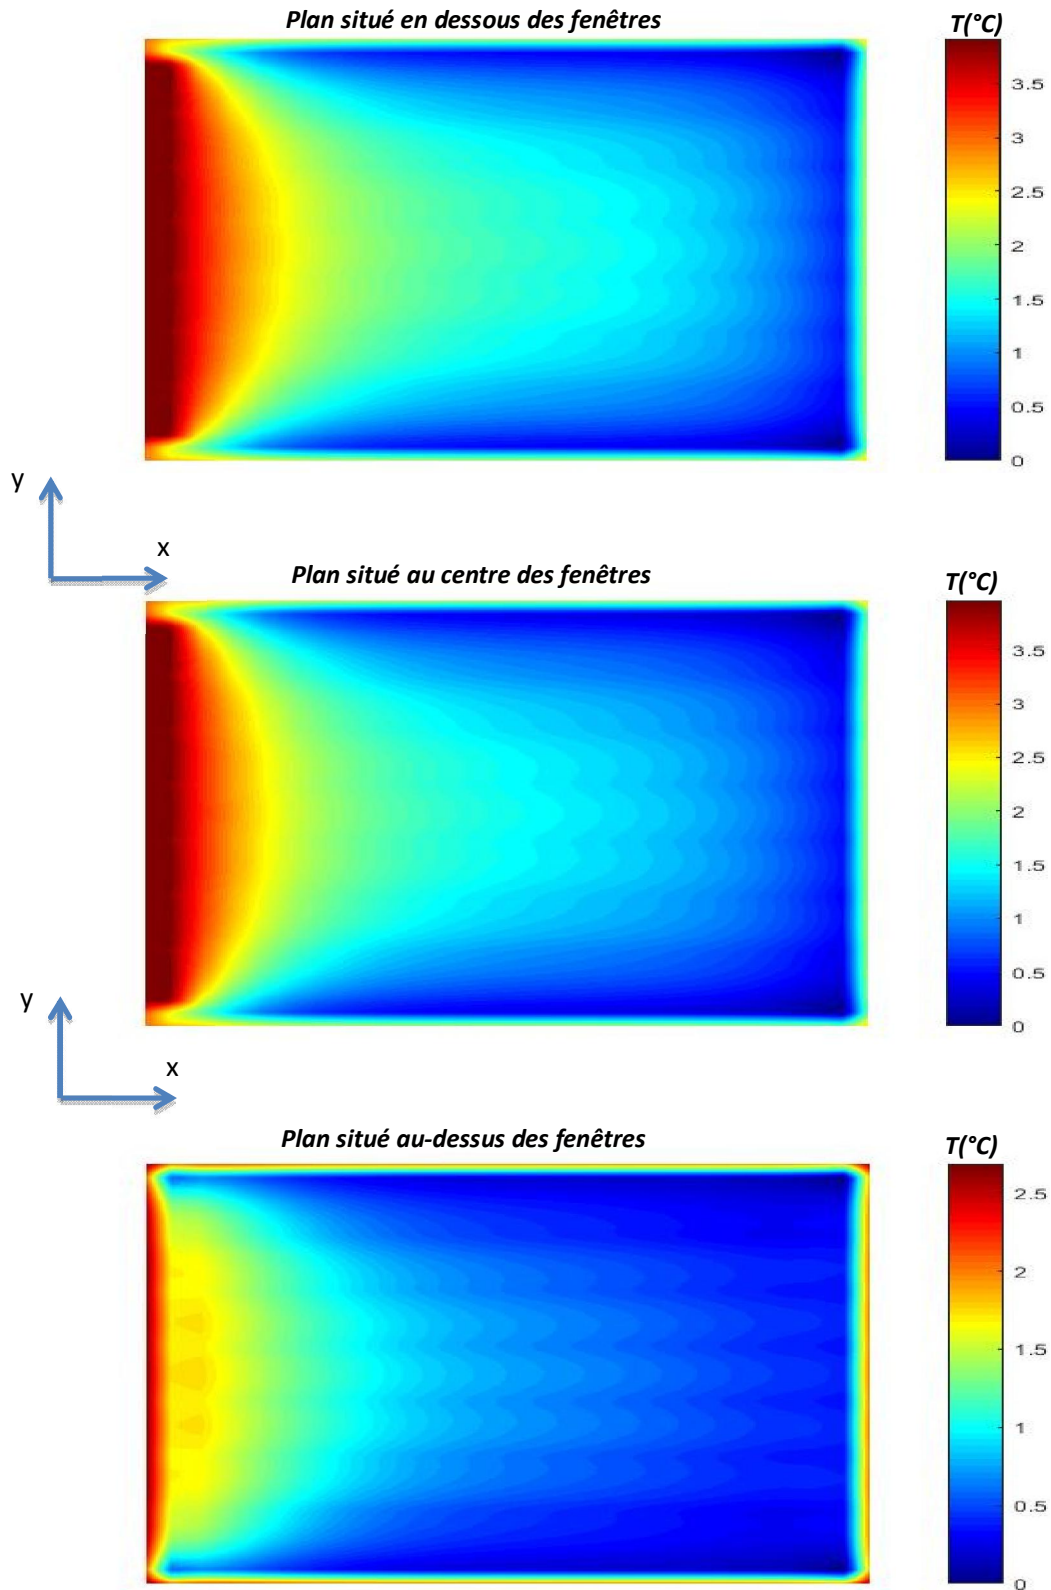 Plan situé en dessous des fenêtres
T(°C)
3.5
3
2.5
2
1.5
1
0.5
0
y
x
Plan situé au centre des fenêtres
T(°C)
3.5
3
2.5
2
1.5
1
0.5
0
y
x
Plan situé au-dessus des fenêtres
T(°C)
2.5
2
1.5
1
0.5
0